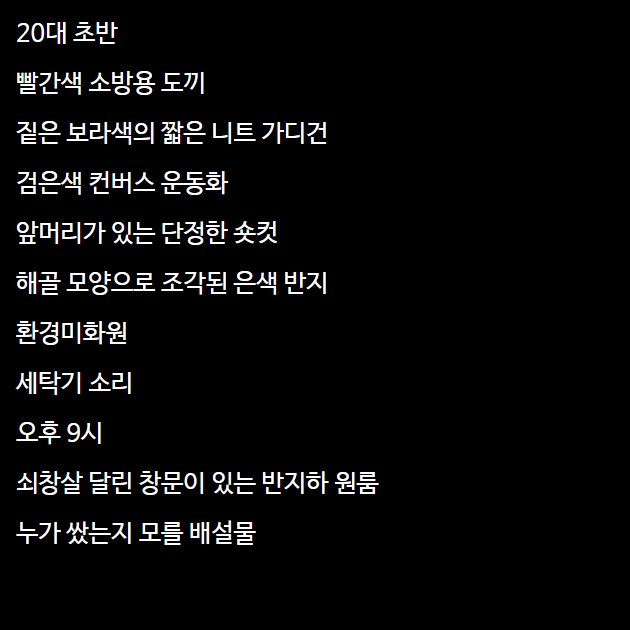 20대 초반
빨간색 소방용 도끼
짙은 보라색의 짧은 니트 가디건
검은색 컨버스 운동화
앞머리가 있는 단정한 숏컷
해골 모양으로 조각된 은색 반지
환경미화원
세탁기 소리
오후 9시
쇠창살 달린 창문이 있는 반지하 원룸
누가 쌌는지 모를 배설물